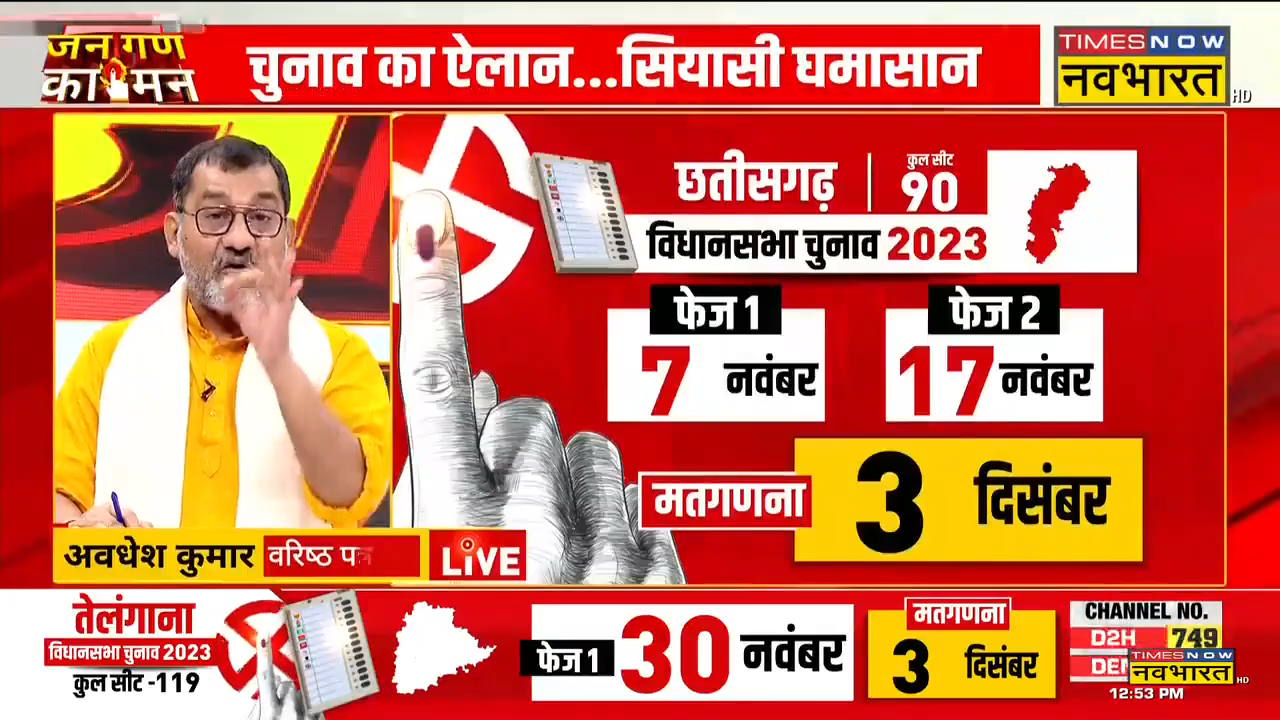 जन गण
का मन
चुनाव का ऐलान...सियासी घमासान
TIMES NOW
नवभारत
HD
छत्तीसगढ़
कुल सीट
90
विधानसभा चुनाव 2023
फेज 1
7 नवंबर
फेज 2
17 नवंबर
मतगणना
3 दिसंबर
अवधेश कुमार
वरिष्ठ
LIVE
तेलंगाना
विधानसभा चुनाव 2023
कुल सीट -119
फेज 1
30 नवंबर
मतगणना
3 दिसंबर
CHANNEL NO.
D2H 749
TIMES NOW
नवभारत
HD
12:53 PM